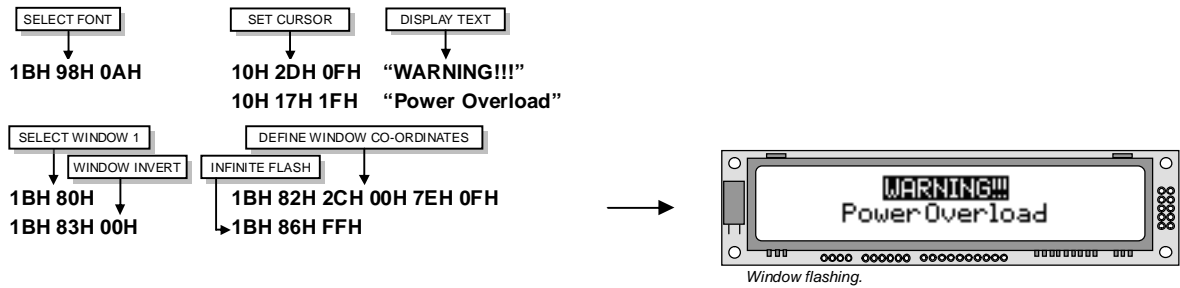 SELECT FONT SET CURSOR DISPLAY TEXT
1BH 98H 0AH 10H 2DH 0FH “WARNING!!!”
10H 17H 1FH “Power Overload”
SELECT WINDOW 1 DEFINE WINDOW CO-ORDINATES
WINDOW INVERT INFINITE FLASH
1BH 80H 1BH 82H 2CH 00H 7EH 0FH
1BH 83H 00H 1BH 86H FFH
WARNING!!!
Power Overload
Window flashing.